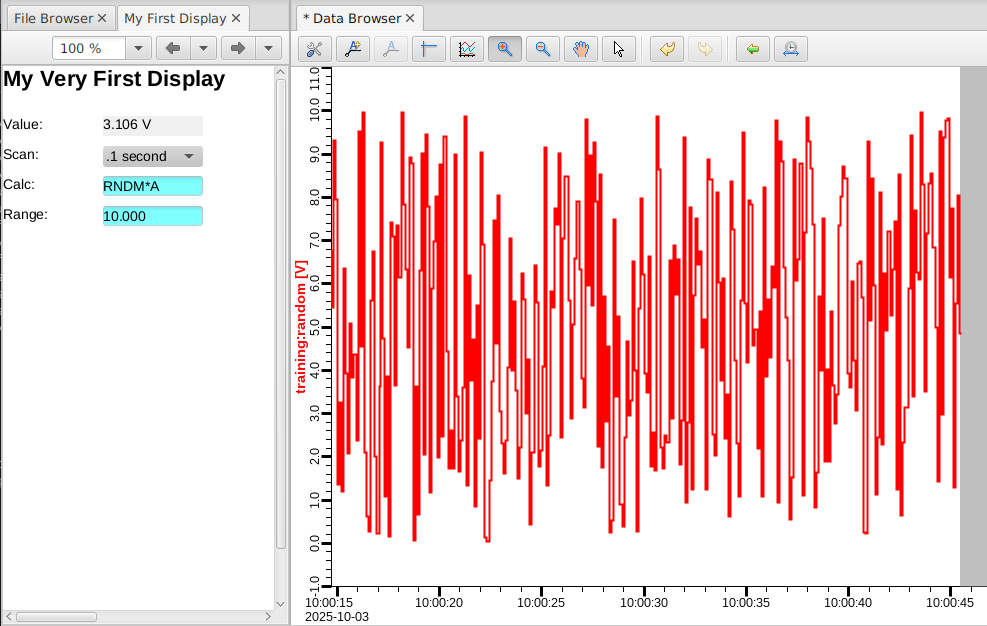 File Browser
My First Display
* Data Browser
100 %
My Very First Display
Value: 3.106 V
Scan: .1 second
Calc: RNDM*A
Range: 10.000
training:random [V]
11.0
10.0
9.0
8.0
7.0
6.0
5.0
4.0
3.0
2.0
1.0
0.0
-1.0
10:00:15 10:00:20 10:00:25 10:00:30 10:00:35 10:00:40 10:00:45
2025-10-03